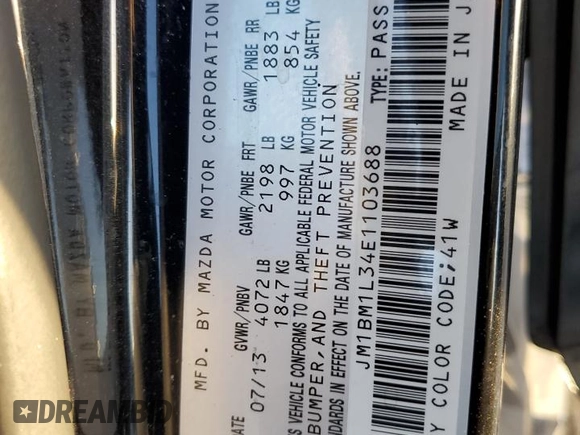 MFD. BY MAZDA MOTOR CORPORATION
GVWR/PNBV GAWR/PNBE FRT GAWR/PNBE RR
07/13 4072 LB 2198 LB 1883 LB
1847 KG 997 KG 854 KG
VEHICLE CONFORMS TO ALL APPLICABLE FEDERAL MOTOR VEHICLE SAFETY
BUMPER, AND THEFT PREVENTION
IN EFFECT ON THE DATE OF MANUFACTURE SHOWN ABOVE.
JM1BM1L34E1103688 TYPE: PASS
COLOR CODE: 41W MADE IN J
DREAMBID